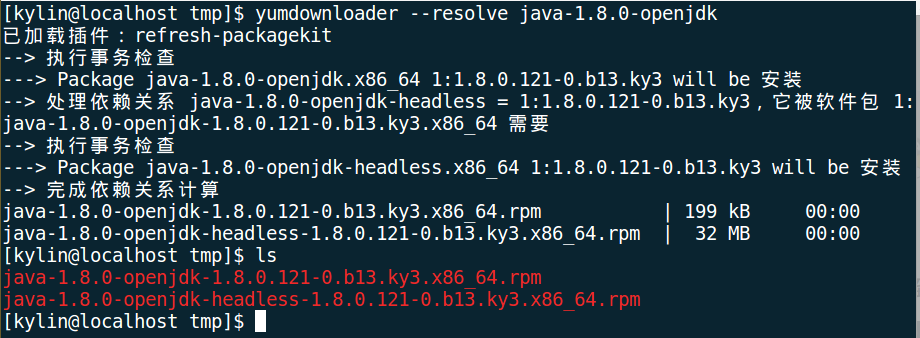 [kylin@localhost tmp]$ yumdownloader --resolve java-1.8.0-openjdk
已加载插件：refresh-packagekit
--> 执行事务检查
---> Package java-1.8.0-openjdk.x86_64 1:1.8.0.121-0.b13.ky3 will be 安装
--> 处理依赖关系 java-1.8.0-openjdk-headless = 1:1.8.0.121-0.b13.ky3，它被软件包 1:
java-1.8.0-openjdk-1.8.0.121-0.b13.ky3.x86_64 需要
--> 执行事务检查
---> Package java-1.8.0-openjdk-headless.x86_64 1:1.8.0.121-0.b13.ky3 will be 安装
--> 完成依赖关系计算
java-1.8.0-openjdk-1.8.0.121-0.b13.ky3.x86_64.rpm | 199 kB 00:00
java-1.8.0-openjdk-headless-1.8.0.121-0.b13.ky3.x86_64.rpm | 32 MB 00:00
[kylin@localhost tmp]$ ls
java-1.8.0-openjdk-1.8.0.121-0.b13.ky3.x86_64.rpm
java-1.8.0-openjdk-headless-1.8.0.121-0.b13.ky3.x86_64.rpm
[kylin@localhost tmp]$